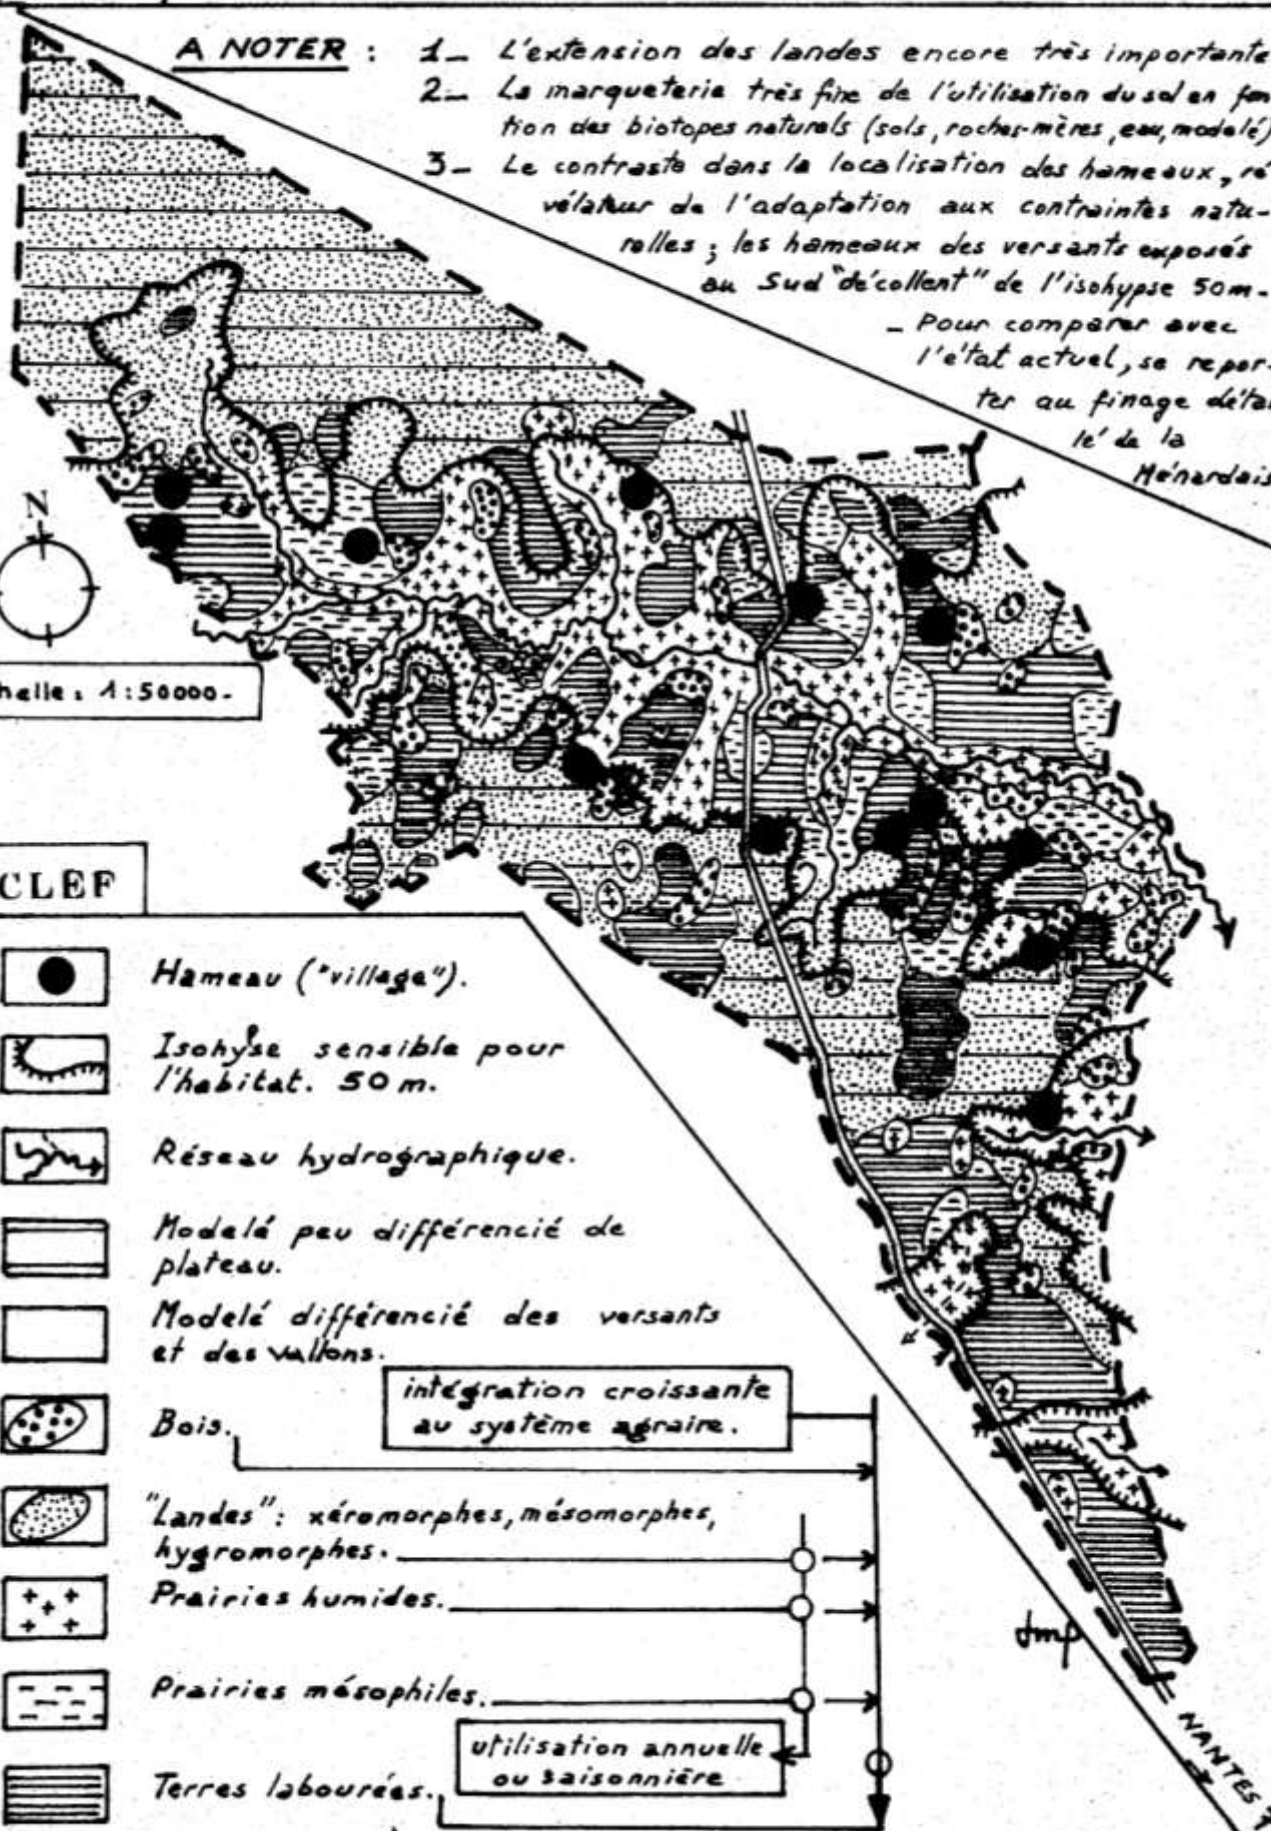 A NOTER : 1_ L'extension des landes encore très importante
2_ La marqueterie très fine de l'utilisation du sol en fon
tion des biotopes naturels (sols, roches-mères, eau, modelé)
3_ Le contraste dans la localisation des hameaux, ré
vélateur de l'adaptation aux contraintes natu-
relles ; les hameaux des versants exposés
au Sud "décollent" de l'isohypse 50m-
_ Pour comparer avec
l'état actuel, se repor-
ter au finage détai
lé de la
Ménardais
N
helle : 1:50000-
CLEF
Hameau ("village").
Isohyse sensible pour
l'habitat. 50 m.
Réseau hydrographique.
Modelé peu différencié de
plateau.
Modelé différencié des versants
et des vallons.
intégration croissante
au système agraire.
Bois.
"Landes": xéromorphes, mésomorphes,
hygromorphes.
Prairies humides.
Prairies mésophiles.
utilisation annuelle
ou saisonnière
Terres labourées.
NANTES